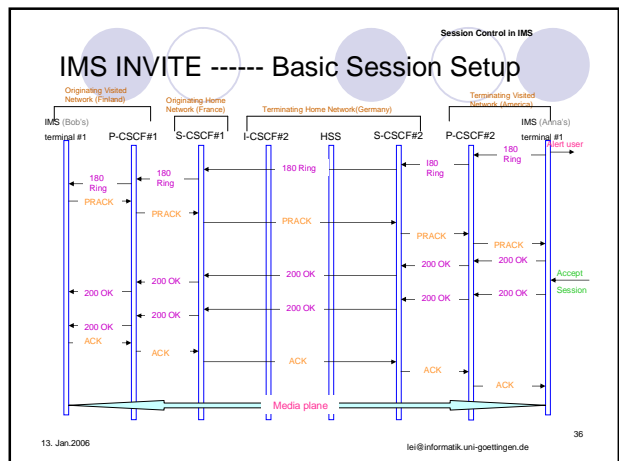 Session Control in IMS
IMS INVITE ------ Basic Session Setup
Originating Visited
Network (Finland)
Originating Home
Network (France)
Terminating Home Network(Germany)
Terminating Visited
Network (America)
IMS (Bob's)
terminal #1
P-CSCF#1
S-CSCF#1
I-CSCF#2
HSS
S-CSCF#2
P-CSCF#2
IMS (Anna's)
terminal #1
Alert user
180
Ring
I80
Ring
180 Ring
180
Ring
180
Ring
PRACK
PRACK
PRACK
PRACK
PRACK
200 OK
200 OK
200 OK
200 OK
200 OK
Accept
Session
200 OK
200 OK
200 OK
200 OK
200 OK
ACK
ACK
ACK
ACK
ACK
Media plane
13. Jan.2006
lei@informatik.uni-goettingen.de
36